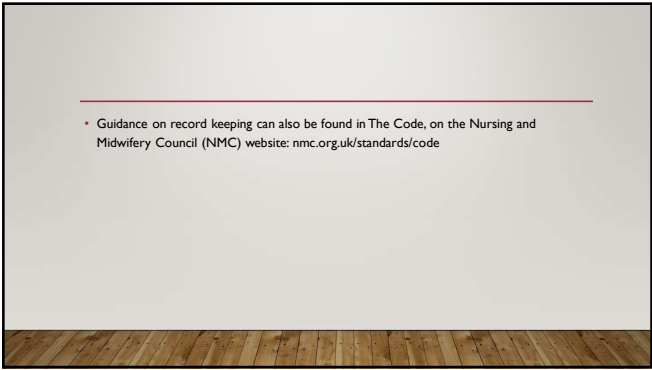 • Guidance on record keeping can also be found in The Code, on the Nursing and
Midwifery Council (NMC) website: nmc.org.uk/standards/code